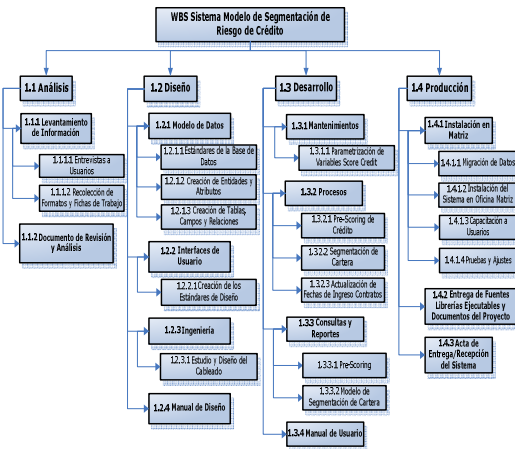 WBS Sistema Modelo de Segmentación de
Riesgo de Crédito
1.1 Análisis
1.1.1 Levantamiento
de Información
1.1.1.1 Entrevistas a
Usuarios
1.1.1.2 Recolección de
Formatos y Fichas de Trabajo
1.1.2 Documento de Revisión
y Análisis
1.2 Diseño
1.2.1 Modelo de Datos
1.2.1.1 Estándares de la Base de
Datos
1.2.1.2 Creación de Entidades y
Atributos
1.2.1.3 Creación de Tablas,
Campos y Relaciones
1.2.2 Interfaces de
Usuario
1.2.2.1 Creación de los
Estándares de Diseño
1.2.3 Ingeniería
1.2.3.1 Estudio y Diseño del
Cableado
1.2.4 Manual de Diseño
1.3 Desarrollo
1.3.1 Mantenimientos
1.3.1.1 Parametrización de
Variables Score Credit
1.3.2 Procesos
1.3.2.1 Pre-Scoring de
Crédito
1.3.2.2 Segmentación de
Cartera
1.3.2.3 Actualización de
Fechas de Ingreso Contratos
1.3.3 Consultas y
Reportes
1.3.3.1 Pre-Scoring
1.3.3.2 Modelo de
Segmentación de Cartera
1.3.4 Manual de Usuario
1.4 Producción
1.4.1 Instalación en
Matriz
1.4.1.1 Migración de Datos
1.4.1.2 Instalación del
Sistema en Oficina Matriz
1.4.1.3 Capacitación a
Usuarios
1.4.1.4 Pruebas y Ajustes
1.4.2 Entrega de Fuentes
Librerías Ejecutables y
Documentos del Proyecto
1.4.3 Acta de
Entrega/Recepción
del Sistema